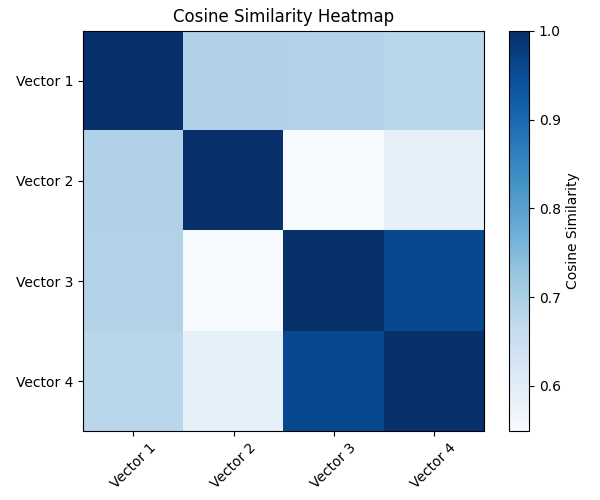 Cosine Similarity Heatmap
Vector 1
Vector 2
Vector 3
Vector 4
Vector 1
Vector 2
Vector 3
Vector 4
1.0
0.9
0.8
0.7
0.6
Cosine Similarity